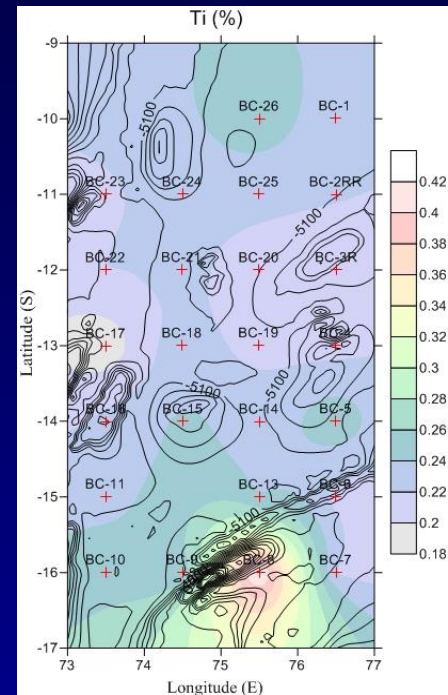 Ti (%)
-9
-10
-11
-12
-13
-14
-15
-16
-17
Latitude (S)
73 74 75 76 77
Longitude (E)
BC-26 BC-1
BC-23 BC-24 BC-25 BC-2RR
BC-22 BC-21 BC-20 BC-3R
BC-17 BC-18 BC-19 BC-4
BC-16 BC-15 BC-14 BC-5
BC-11 BC-13 BC-6
BC-10 BC-9 BC-8 BC-7
-5100
-5100
-5100
-5100
-5100
0.42
0.4
0.38
0.36
0.34
0.32
0.3
0.28
0.26
0.24
0.22
0.2
0.18